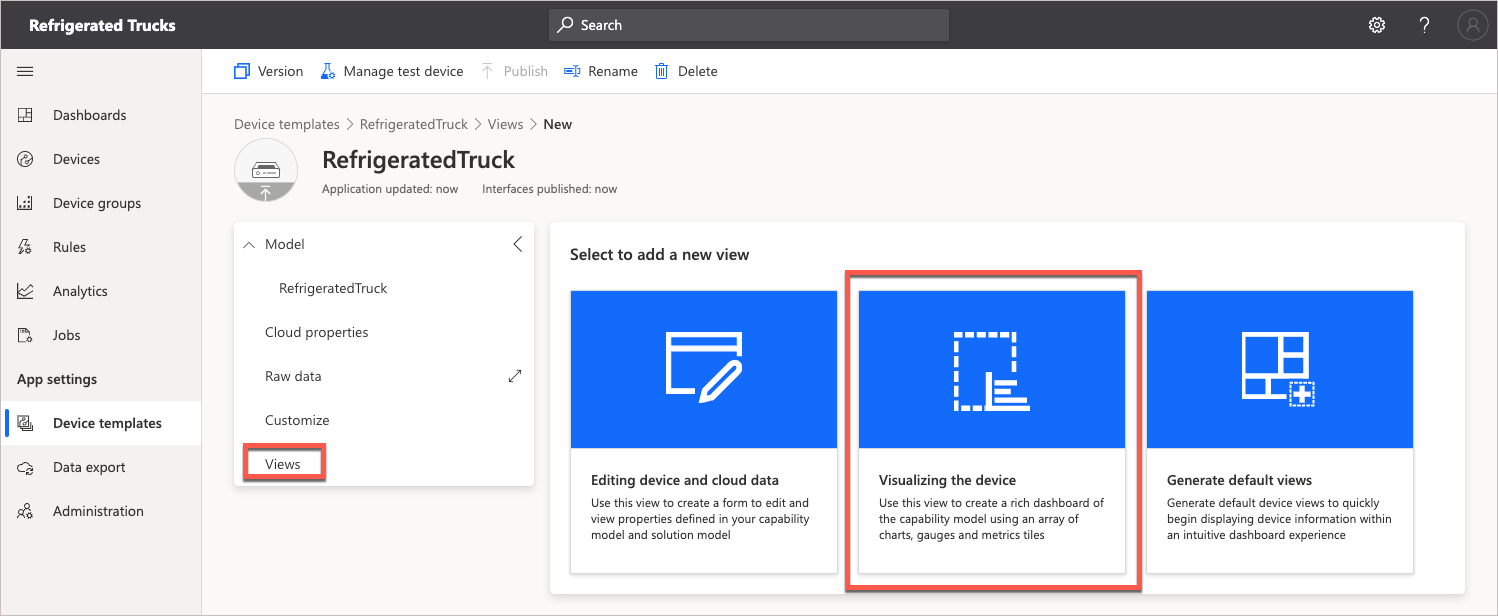 Refrigerated Trucks
Search
?
Version
Manage test device
Publish
Rename
Delete
Dashboards
Devices
Device groups
Rules
Analytics
Jobs
App settings
Device templates
Data export
Administration
Device templates > RefrigeratedTruck > Views > New
RefrigeratedTruck
Application updated: now Interfaces published: now
Model
RefrigeratedTruck
Cloud properties
Raw data
Customize
Views
Select to add a new view
Editing device and cloud data
Use this view to create a form to edit and
view properties defined in your capability
model and solution model
Visualizing the device
Use this view to create a rich dashboard of
the capability model using an array of
charts, gauges and metrics tiles
Generate default views
Generate default device views to quickly
begin displaying device information within
an intuitive dashboard experience